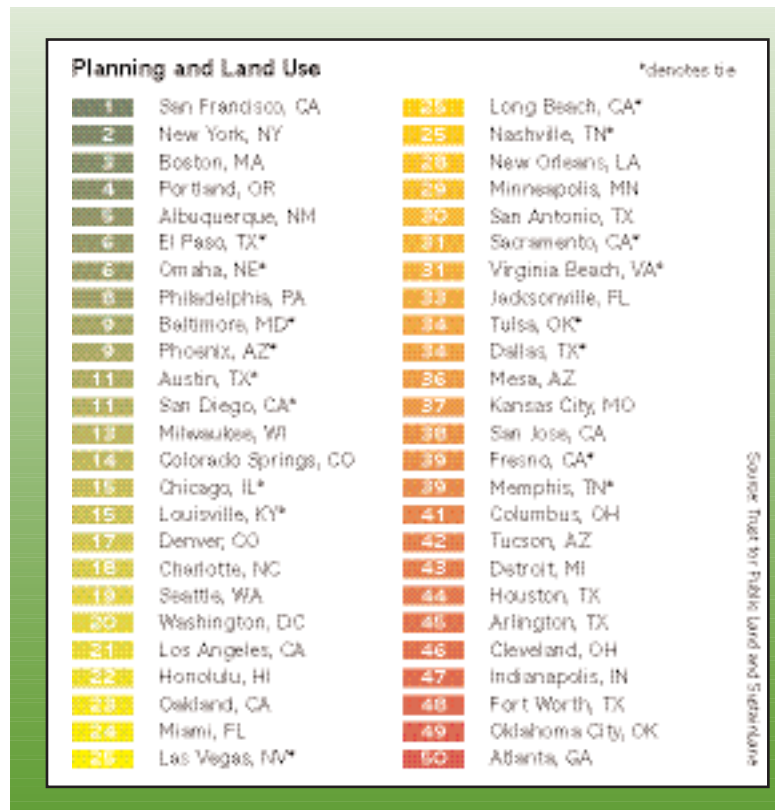 Planning and Land Use
*denotes tie
1 San Francisco, CA
2 New York, NY
3 Boston, MA
4 Portland, OR
5 Albuquerque, NM
6 El Paso, TX*
6 Omaha, NE*
8 Philadelphia, PA
9 Baltimore, MD*
9 Phoenix, AZ*
11 Austin, TX*
11 San Diego, CA*
13 Milwaukee, WI
14 Colorado Springs, CO
15 Chicago, IL*
15 Louisville, KY*
17 Denver, CO
18 Charlotte, NC
19 Seattle, WA
20 Washington, DC
21 Los Angeles, CA
22 Honolulu, HI
23 Oakland, CA
24 Miami, FL
25 Las Vegas, NV*
25 Long Beach, CA*
25 Nashville, TN*
28 New Orleans, LA
29 Minneapolis, MN
30 San Antonio, TX
31 Sacramento, CA*
31 Virginia Beach, VA*
33 Jacksonville, FL
34 Tulsa, OK*
34 Dallas, TX*
36 Mesa, AZ
37 Kansas City, MO
38 San Jose, CA
39 Fresno, CA*
39 Memphis, TN*
41 Columbus, OH
42 Tucson, AZ
43 Detroit, MI
44 Houston, TX
45 Arlington, TX
46 Cleveland, OH
47 Indianapolis, IN
48 Fort Worth, TX
49 Oklahoma City, OK
50 Atlanta, GA
Source: Trust for Public Land and SustainLane